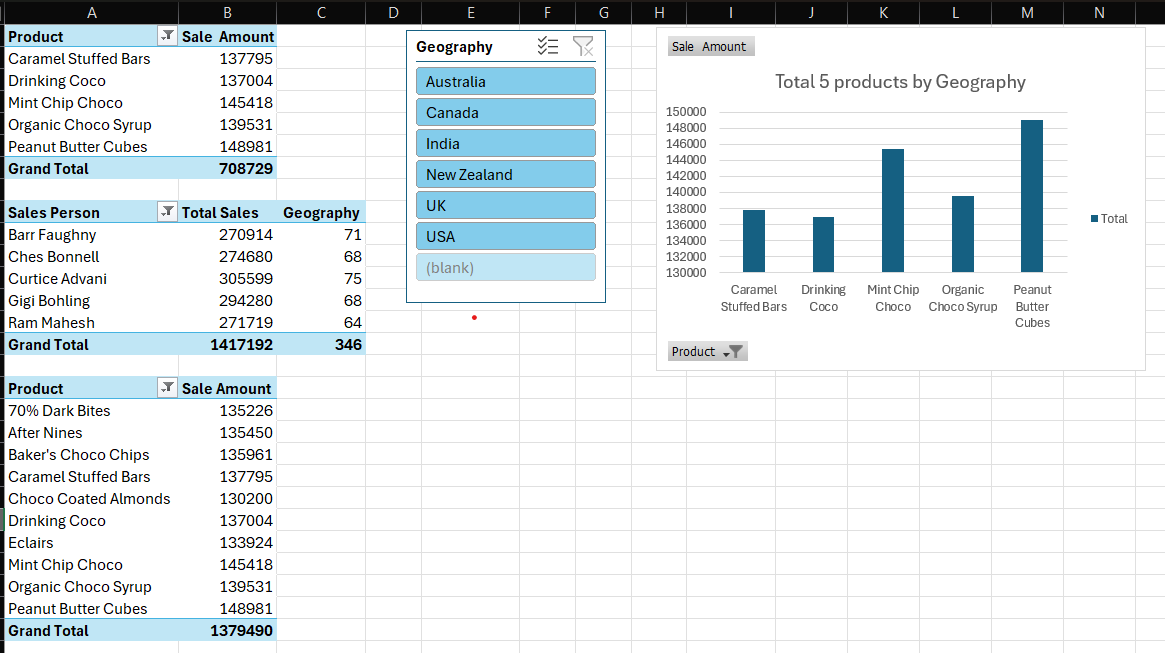 A B C D E F G H I J K L M N
Product Sale Amount
Caramel Stuffed Bars 137795
Drinking Coco 137004
Mint Chip Choco 145418
Organic Choco Syrup 139531
Peanut Butter Cubes 148981
Grand Total 708729
Sales Person Total Sales Geography
Barr Faughny 270914 71
Ches Bonnell 274680 68
Curtice Advani 305599 75
Gigi Bohling 294280 68
Ram Mahesh 271719 64
Grand Total 1417192 346
Product Sale Amount
70% Dark Bites 135226
After Nines 135450
Baker's Choco Chips 135961
Caramel Stuffed Bars 137795
Choco Coated Almonds 130200
Drinking Coco 137004
Eclairs 133924
Mint Chip Choco 145418
Organic Choco Syrup 139531
Peanut Butter Cubes 148981
Grand Total 1379490
Geography
Australia
Canada
India
New Zealand
UK
USA
(blank)
Sale Amount
Total 5 products by Geography
150000
148000
146000
144000
142000
140000
138000
136000
134000
132000
130000
Caramel Drinking Mint Chip Organic Peanut
Stuffed Bars Coco Choco Choco Syrup Butter
Cubes
Total
Product